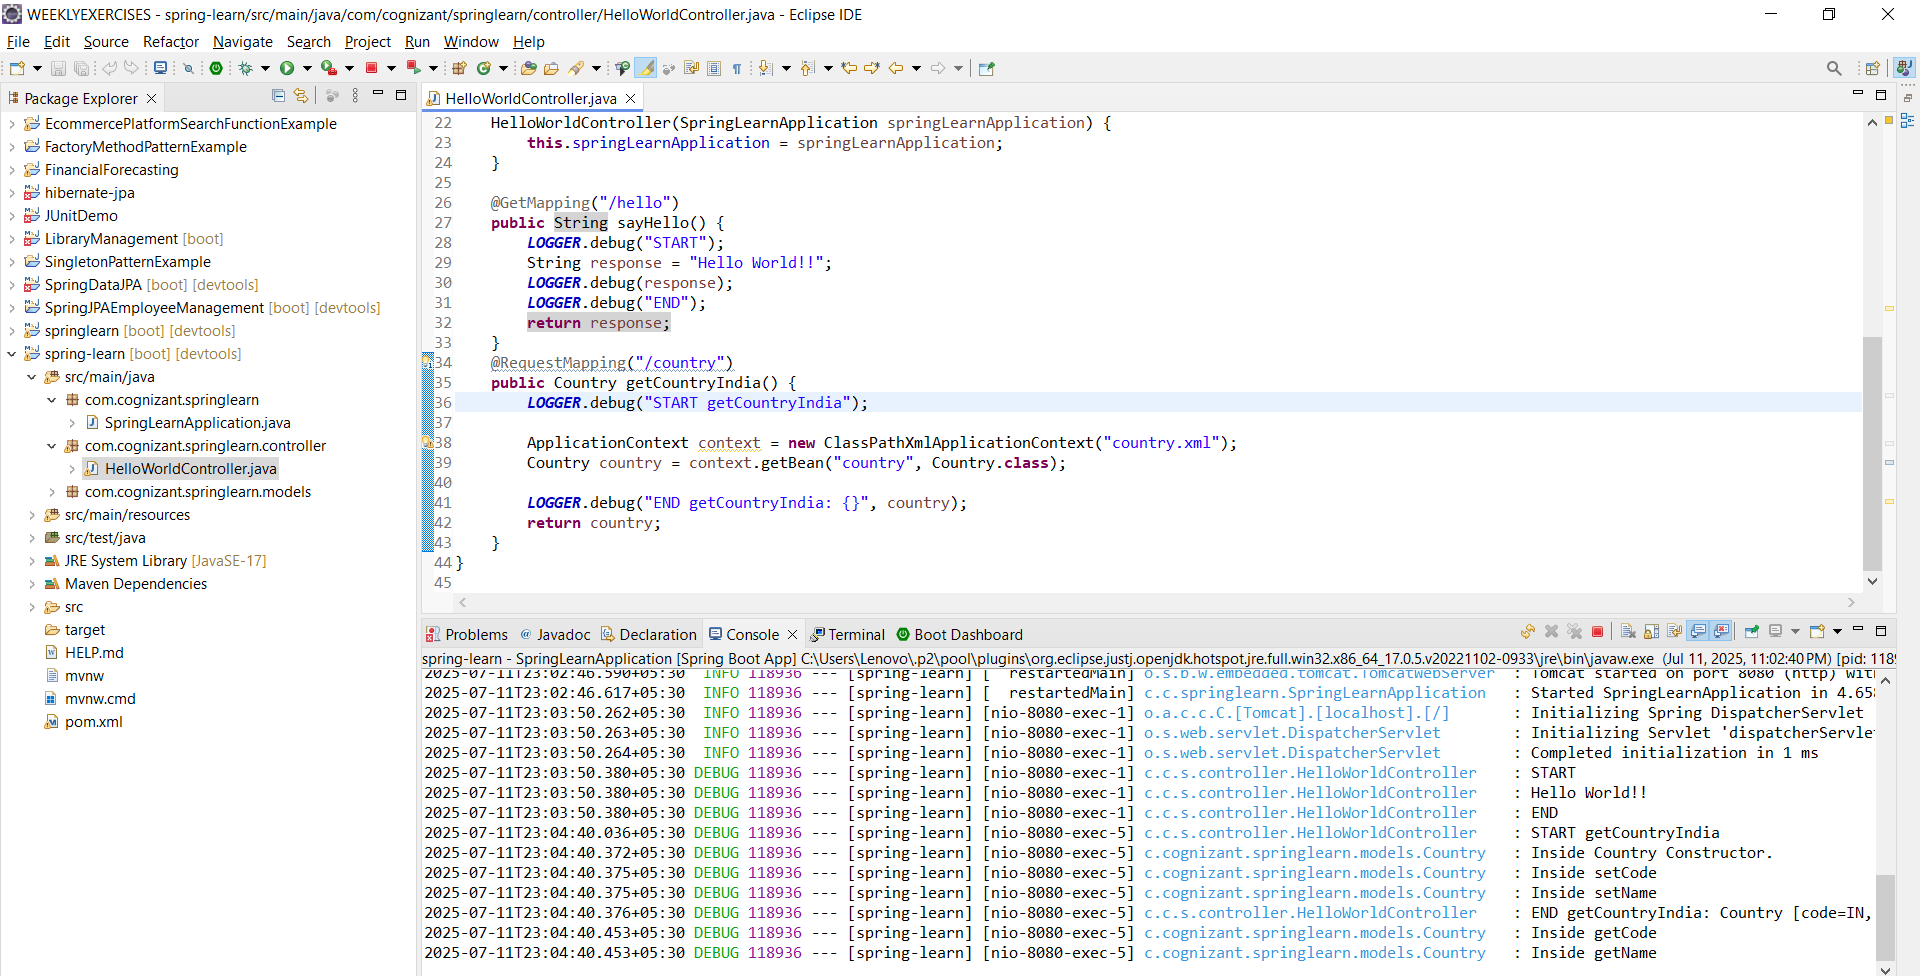 WEEKLYEXERCISES - spring-learn/src/main/java/com/cognizant/springlearn/controller/HelloWorldController.java - Eclipse IDE
File Edit Source Refactor Navigate Search Project Run Window Help
Package Explorer
EcommercePlatformSearchFunctionExample
FactoryMethodPatternExample
FinancialForecasting
hibernate-jpa
JUnitDemo
LibraryManagement [boot]
SingletonPatternExample
SpringDataJPA [boot] [devtools]
SpringJPAEmployeeManagement [boot] [devtools]
springlearn [boot] [devtools]
spring-learn [boot] [devtools]
src/main/java
com.cognizant.springlearn
SpringLearnApplication.java
com.cognizant.springlearn.controller
HelloWorldController.java
com.cognizant.springlearn.models
src/main/resources
src/test/java
JRE System Library [JavaSE-17]
Maven Dependencies
src
target
HELP.md
mvnw
mvnw.cmd
pom.xml
HelloWorldController.java
22 HelloWorldController(SpringLearnApplication springLearnApplication) {
23 this.springLearnApplication = springLearnApplication;
24 }
25
26 @GetMapping("/hello")
27 public String sayHello() {
28 LOGGER.debug("START");
29 String response = "Hello World!!";
30 LOGGER.debug(response);
31 LOGGER.debug("END");
32 return response;
33 }
34 @RequestMapping("/country")
35 public Country getCountryIndia() {
36 LOGGER.debug("START getCountryIndia");
37
38 ApplicationContext context = new ClassPathXmlApplicationContext("country.xml");
39 Country country = context.getBean("country", Country.class);
40
41 LOGGER.debug("END getCountryIndia: {}", country);
42 return country;
43 }
44 }
45
Problems Javadoc Declaration Console Terminal Boot Dashboard
spring-learn - SpringLearnApplication [Spring Boot App] C:\Users\Lenovo\.p2\pool\plugins\org.eclipse.justj.openjdk.hotspot.jre.full.win32.x86_64_17.0.5.v20221102-0933\jre\bin\javaw.exe (Jul 11, 2025, 11:02:40 PM) [pid: 1189
2025-07-11T23:02:46.590+05:30 INFO 118936 --- [spring-learn] [ restartedMain] o.s.b.w.embedded.tomcat.TomcatWebServer : Tomcat started on port 8080 (http) with
2025-07-11T23:02:46.617+05:30 INFO 118936 --- [spring-learn] [ restartedMain] c.c.springlearn.SpringLearnApplication : Started SpringLearnApplication in 4.658
2025-07-11T23:03:50.262+05:30 INFO 118936 --- [spring-learn] [nio-8080-exec-1] o.a.c.c.C.[Tomcat].[localhost].[/] : Initializing Spring DispatcherServlet
2025-07-11T23:03:50.263+05:30 INFO 118936 --- [spring-learn] [nio-8080-exec-1] o.s.web.servlet.DispatcherServlet : Initializing Servlet 'dispatcherServle
2025-07-11T23:03:50.264+05:30 INFO 118936 --- [spring-learn] [nio-8080-exec-1] o.s.web.servlet.DispatcherServlet : Completed initialization in 1 ms
2025-07-11T23:03:50.380+05:30 DEBUG 118936 --- [spring-learn] [nio-8080-exec-1] c.c.s.controller.HelloWorldController : START
2025-07-11T23:03:50.380+05:30 DEBUG 118936 --- [spring-learn] [nio-8080-exec-1] c.c.s.controller.HelloWorldController : Hello World!!
2025-07-11T23:03:50.380+05:30 DEBUG 118936 --- [spring-learn] [nio-8080-exec-1] c.c.s.controller.HelloWorldController : END
2025-07-11T23:04:40.036+05:30 DEBUG 118936 --- [spring-learn] [nio-8080-exec-5] c.c.s.controller.HelloWorldController : START getCountryIndia
2025-07-11T23:04:40.372+05:30 DEBUG 118936 --- [spring-learn] [nio-8080-exec-5] c.cognizant.springlearn.models.Country : Inside Country Constructor.
2025-07-11T23:04:40.375+05:30 DEBUG 118936 --- [spring-learn] [nio-8080-exec-5] c.cognizant.springlearn.models.Country : Inside setCode
2025-07-11T23:04:40.375+05:30 DEBUG 118936 --- [spring-learn] [nio-8080-exec-5] c.cognizant.springlearn.models.Country : Inside setName
2025-07-11T23:04:40.376+05:30 DEBUG 118936 --- [spring-learn] [nio-8080-exec-5] c.c.s.controller.HelloWorldController : END getCountryIndia: Country [code=IN,
2025-07-11T23:04:40.453+05:30 DEBUG 118936 --- [spring-learn] [nio-8080-exec-5] c.cognizant.springlearn.models.Country : Inside getCode
2025-07-11T23:04:40.453+05:30 DEBUG 118936 --- [spring-learn] [nio-8080-exec-5] c.cognizant.springlearn.models.Country : Inside getName